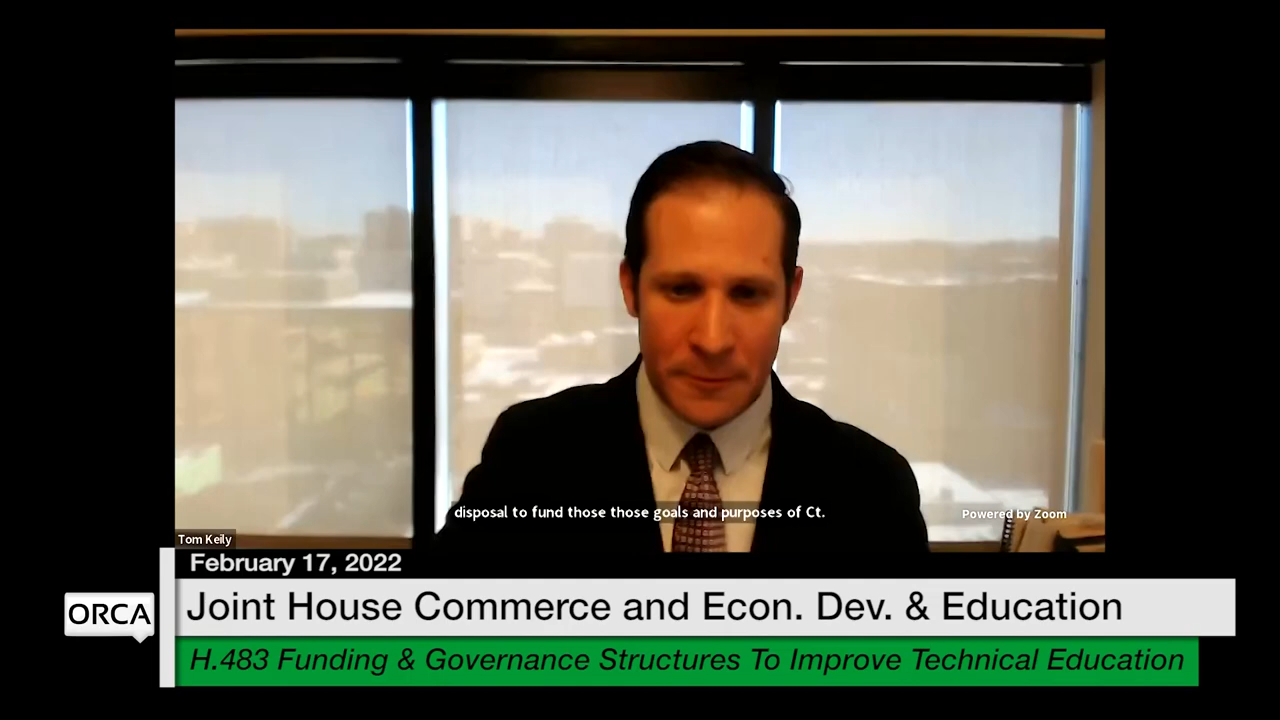 disposal to fund those those goals and purposes of Ct.
Powered by Zoom
Tom Keily
February 17, 2022
ORCA
Joint House Commerce and Econ. Dev. & Education
H.483 Funding & Governance Structures To Improve Technical Education